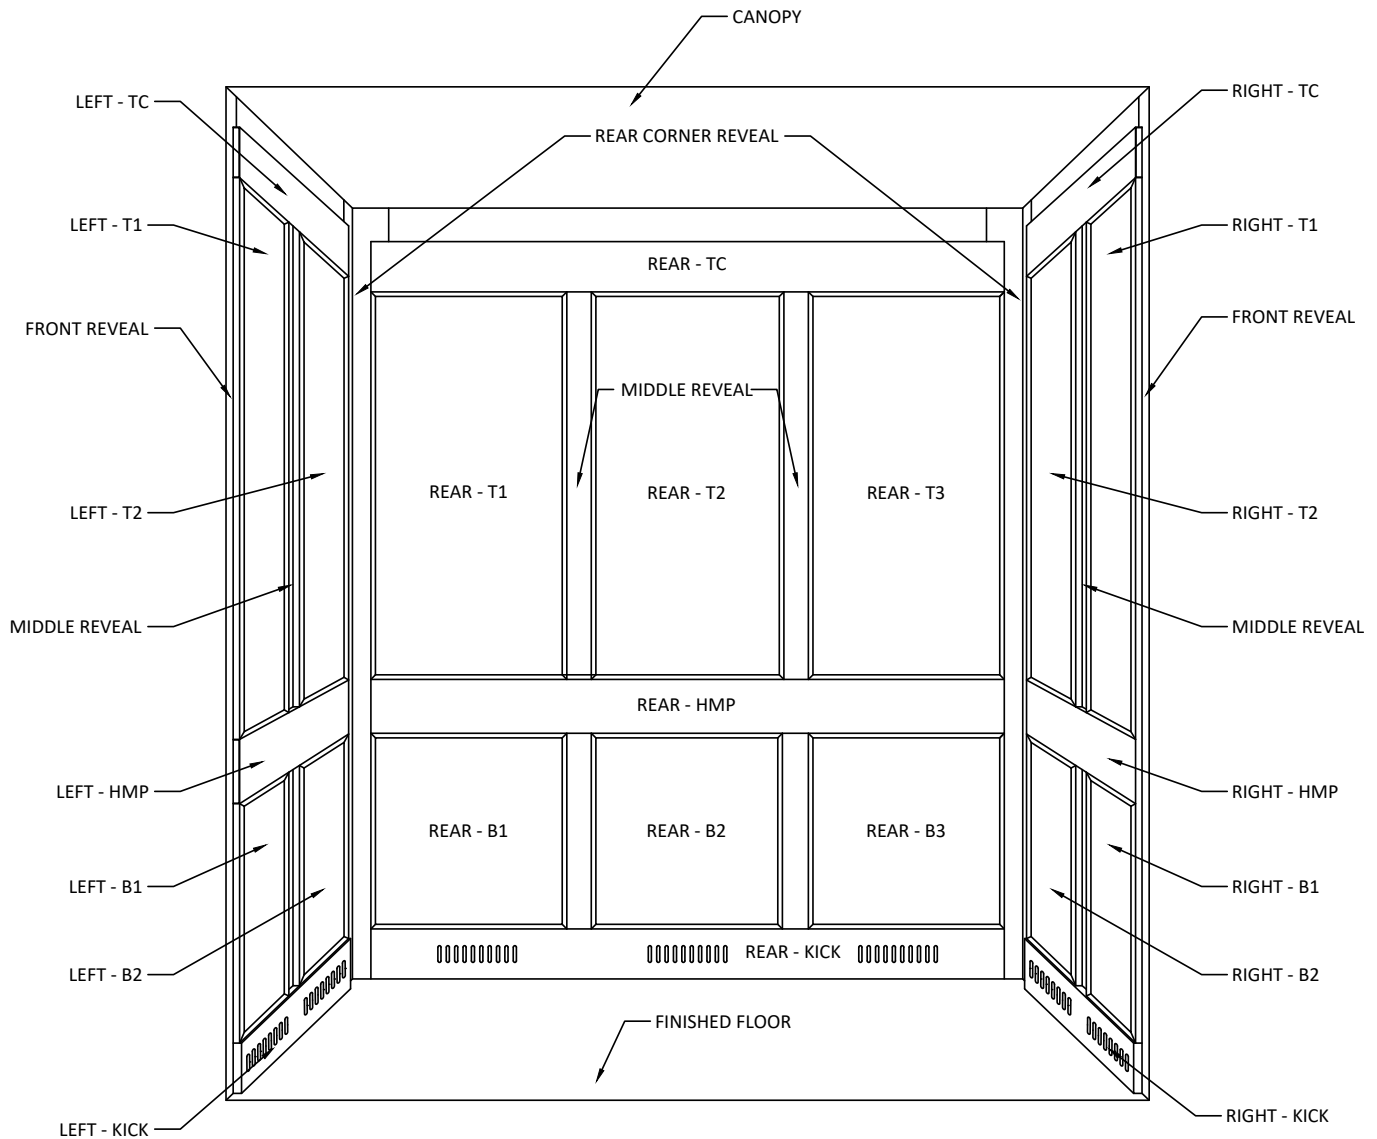 CANOPY
LEFT - TC
RIGHT - TC
REAR CORNER REVEAL
LEFT - T1
RIGHT - T1
REAR - TC
FRONT REVEAL
FRONT REVEAL
MIDDLE REVEAL
REAR - T1
REAR - T2
REAR - T3
LEFT - T2
RIGHT - T2
MIDDLE REVEAL
MIDDLE REVEAL
REAR - HMP
LEFT - HMP
RIGHT - HMP
REAR - B1
REAR - B2
REAR - B3
LEFT - B1
RIGHT - B1
REAR - KICK
LEFT - B2
RIGHT - B2
FINISHED FLOOR
LEFT - KICK
RIGHT - KICK